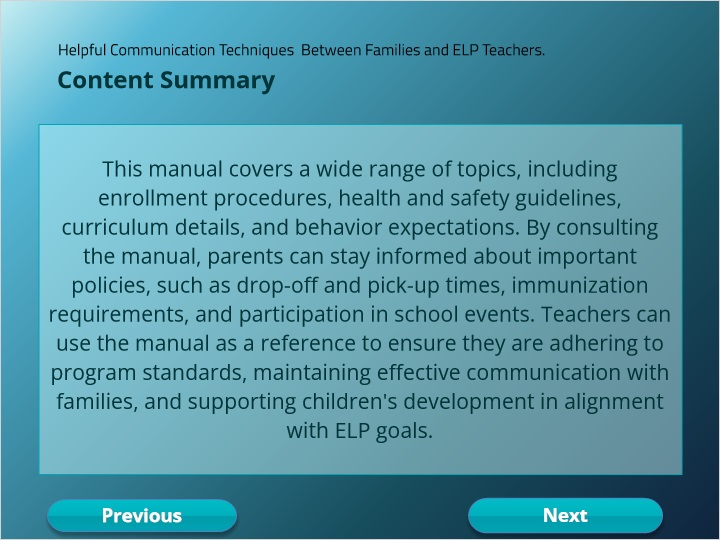 Helpful Communication Techniques  Between Families and ELP Teachers.
Content Summary
This manual covers a wide range of topics, including
enrollment procedures, health and safety guidelines,
curriculum details, and behavior expectations. By consulting
the manual, parents can stay informed about important
policies, such as drop-off and pick-up times, immunization
requirements, and participation in school events. Teachers can
use the manual as a reference to ensure they are adhering to
program standards, maintaining effective communication with
families, and supporting children's development in alignment
with ELP goals.
Previous
Next